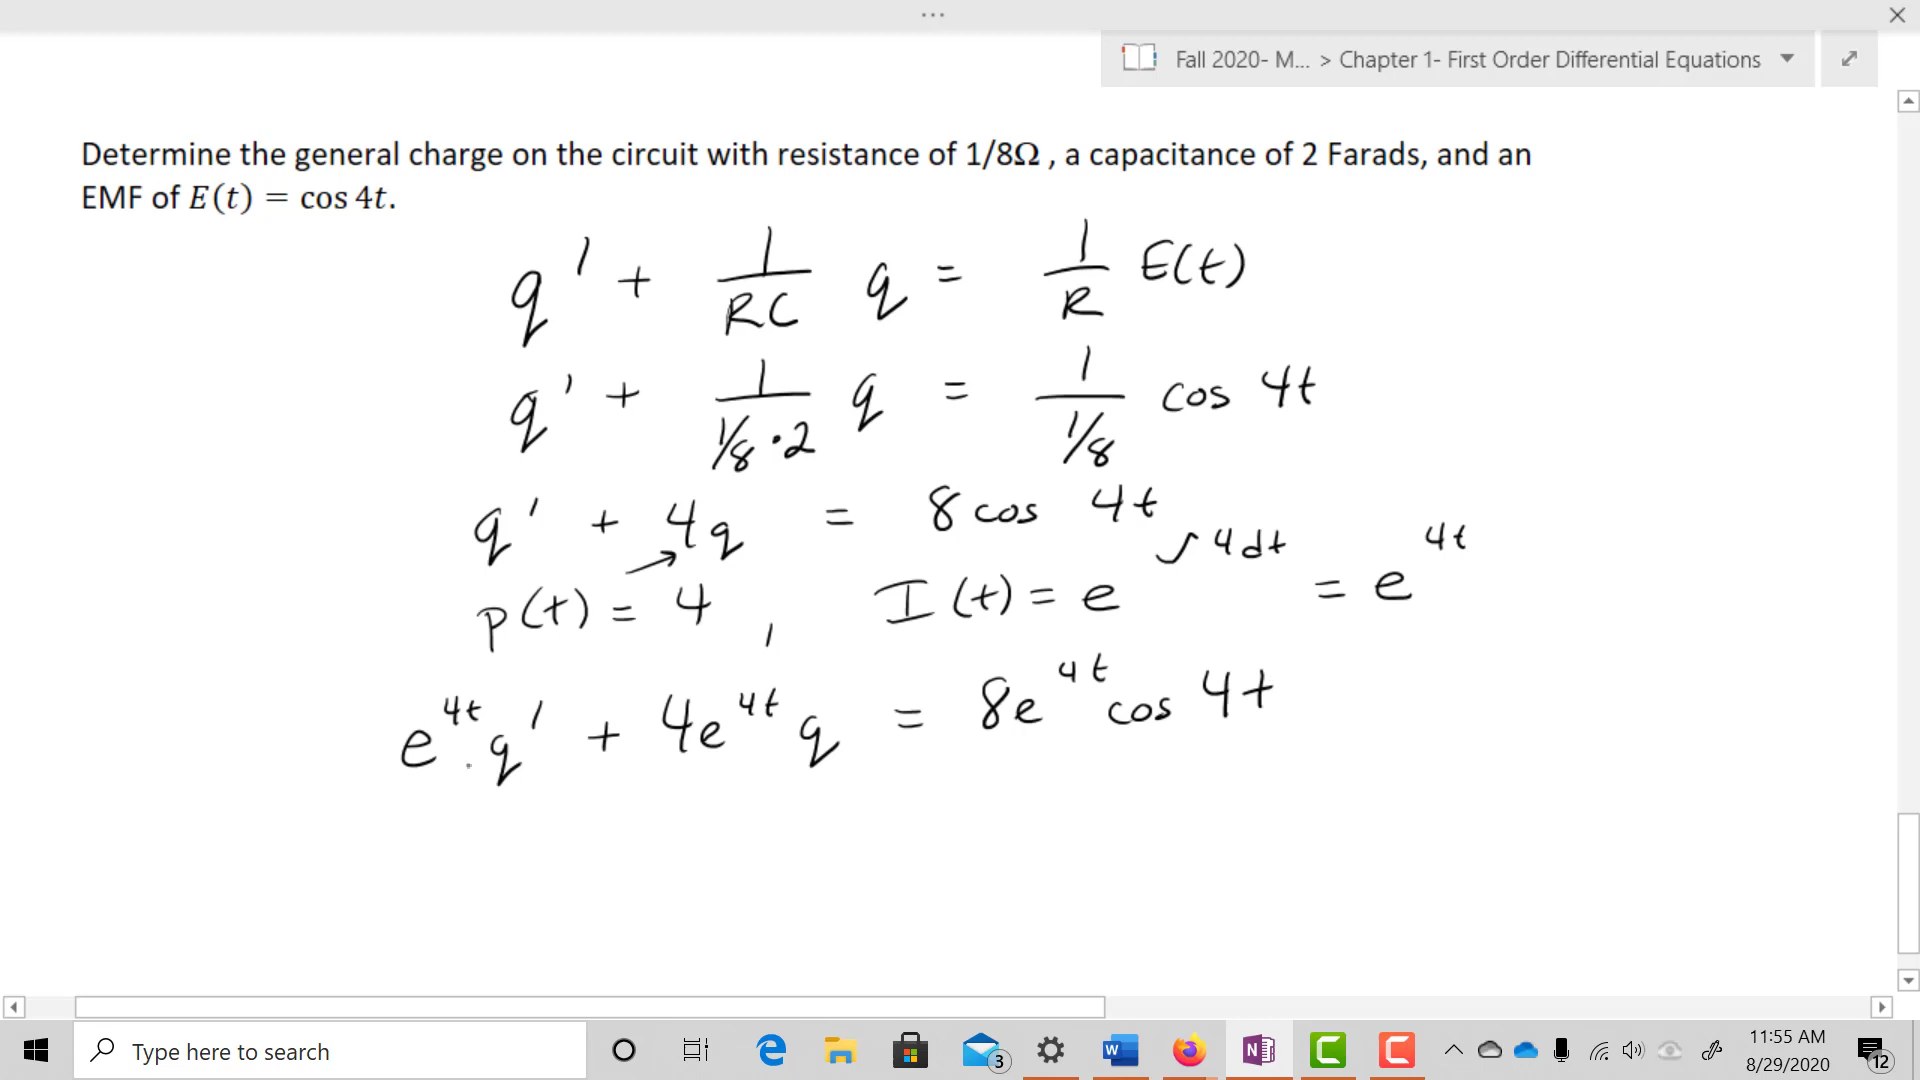 Fall 2020- M... > Chapter 1- First Order Differential Equations
Determine the general charge on the circuit with resistance of 1/8Ω , a capacitance of 2 Farads, and an
EMF of E(t) = cos 4t.
q' + 1/RC q = 1/R E(t)
q' + 1/(1/8 · 2) q = 1/(1/8) cos 4t
q' + 4q = 8 cos 4t
p(t) = 4 , I(t) = e^∫4dt = e^4t
e^4t · q' + 4e^4t q = 8e^4t cos 4t
Type here to search
3
11:55 AM
8/29/2020
12